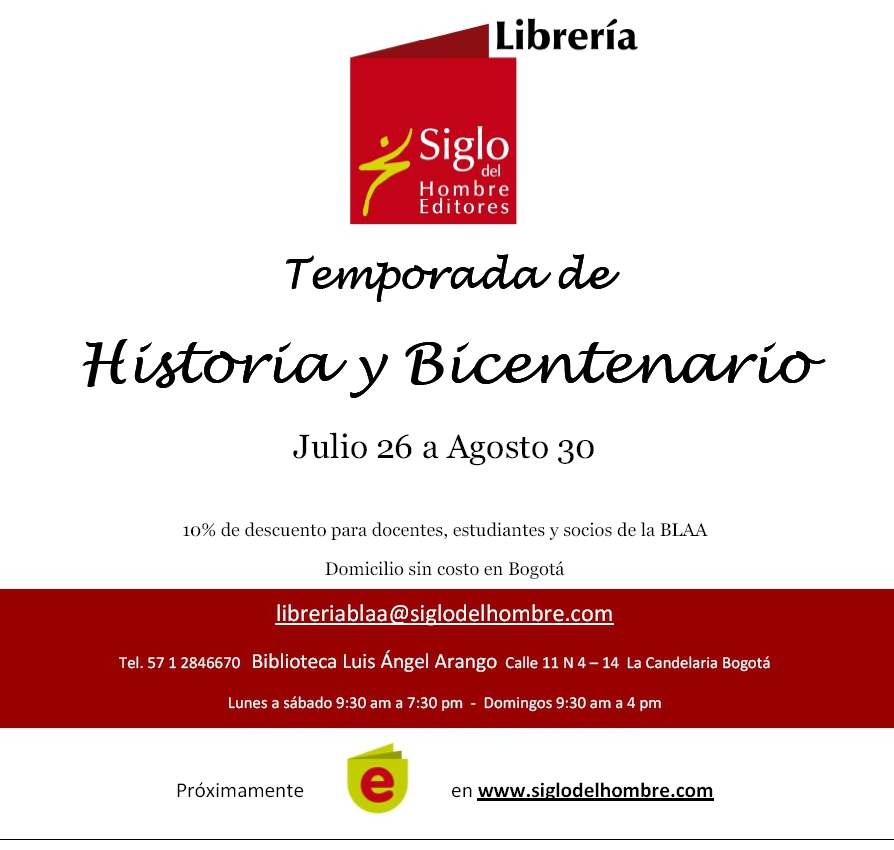 Librería
Siglo
del
Hombre
Editores
Temporada de
Historia y Bicentenario
Julio 26 a Agosto 30
10% de descuento para docentes, estudiantes y socios de la BLAA
Domicilio sin costo en Bogotá
libreriablaa@siglodelhombre.com
Tel. 57 1 2846670 Biblioteca Luis Ángel Arango Calle 11 N 4 – 14 La Candelaria Bogotá
Lunes a sábado 9:30 am a 7:30 pm - Domingos 9:30 am a 4 pm
Próximamente e en www.siglodelhombre.com